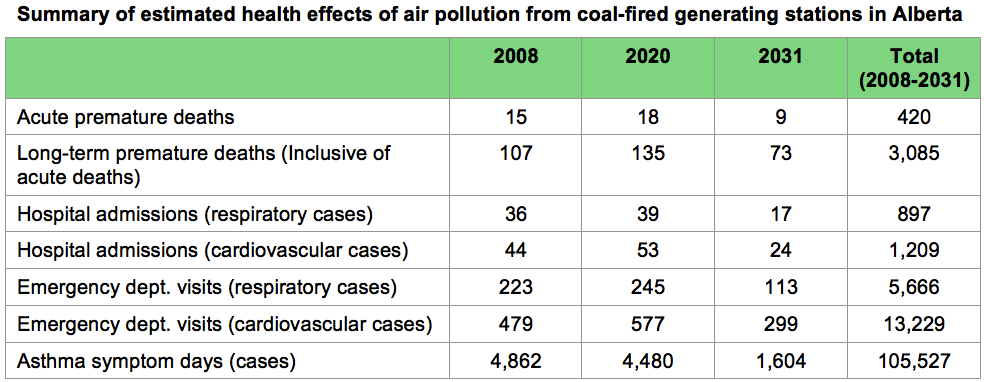 Summary of estimated health effects of air pollution from coal-fired generating stations in Alberta
2008 2020 2031 Total
(2008-2031)
Acute premature deaths 15 18 9 420
Long-term premature deaths (Inclusive of 107 135 73 3,085
acute deaths)
Hospital admissions (respiratory cases) 36 39 17 897
Hospital admissions (cardiovascular cases) 44 53 24 1,209
Emergency dept. visits (respiratory cases) 223 245 113 5,666
Emergency dept. visits (cardiovascular cases) 479 577 299 13,229
Asthma symptom days (cases) 4,862 4,480 1,604 105,527